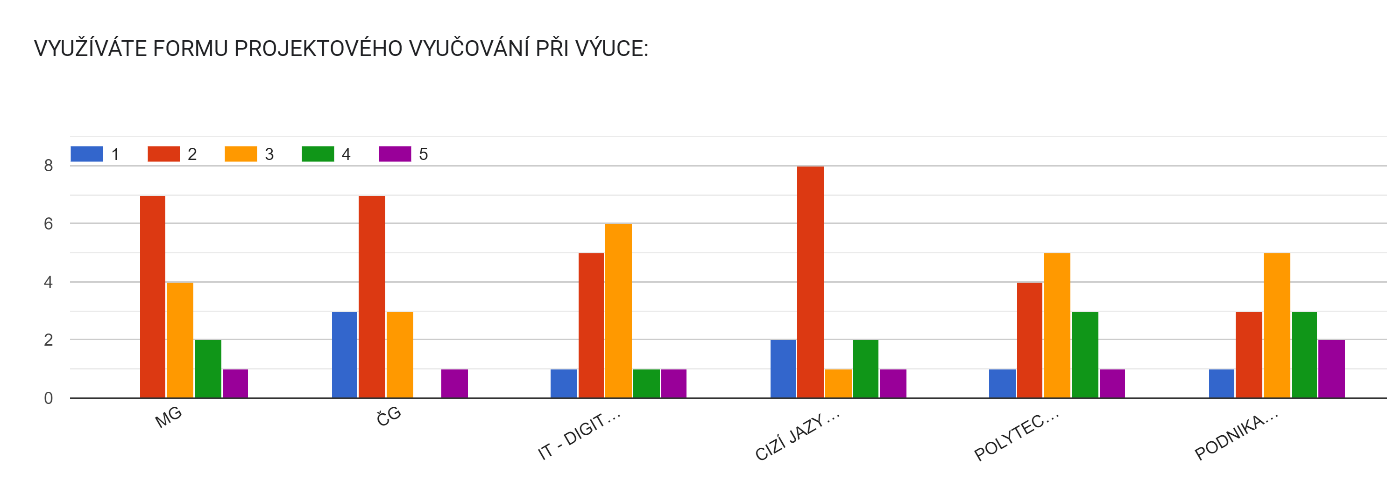 VYUŽÍVÁTE FORMU PROJEKTOVÉHO VYUČOVÁNÍ PŘI VÝUCE:
1 2 3 4 5
8
6
4
2
0
MG ČG IT - DIGIT... CIZÍ JAZY... POLYTEC... PODNIKA...